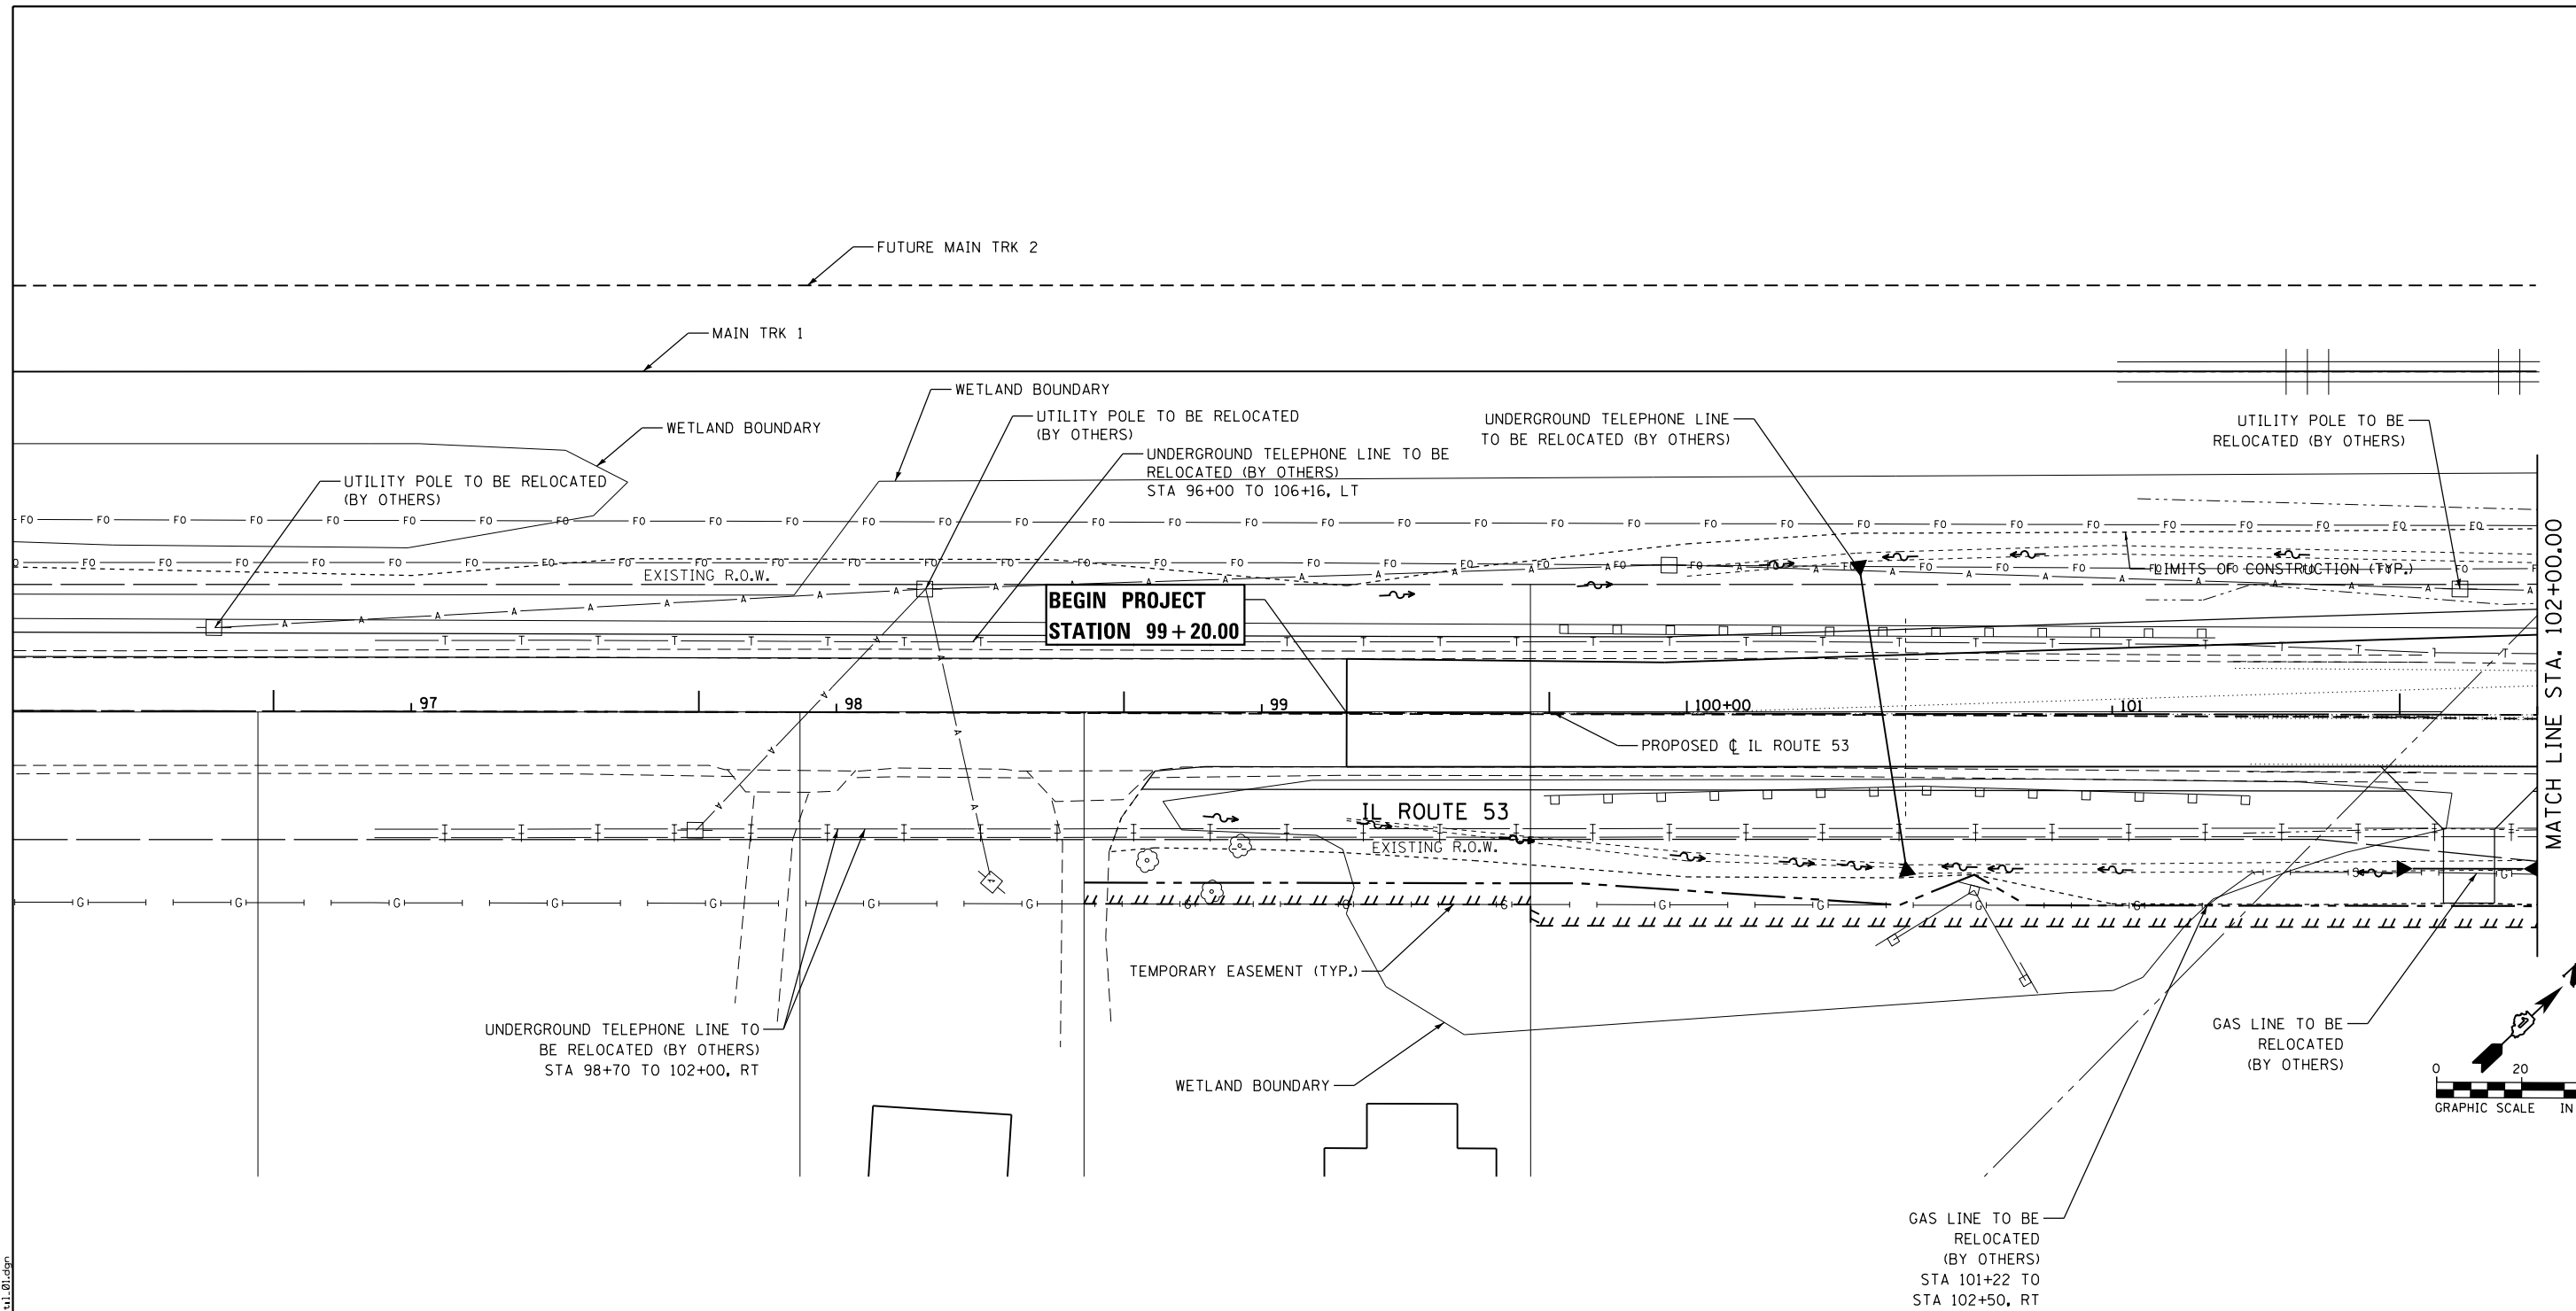 FUTURE MAIN TRK 2
MAIN TRK 1
WETLAND BOUNDARY
WETLAND BOUNDARY
UTILITY POLE TO BE RELOCATED
(BY OTHERS)
UTILITY POLE TO BE RELOCATED
(BY OTHERS)
UNDERGROUND TELEPHONE LINE TO BE
RELOCATED (BY OTHERS)
STA 96+00 TO 106+16, LT
UNDERGROUND TELEPHONE LINE
TO BE RELOCATED (BY OTHERS)
UTILITY POLE TO BE
RELOCATED (BY OTHERS)
EXISTING R.O.W.
LIMITS OF CONSTRUCTION (TYP.)
BEGIN PROJECT
STATION 99+20.00
MATCH LINE STA. 102+00.00
97
98
99
100+00
101
PROPOSED ℄ IL ROUTE 53
IL ROUTE 53
EXISTING R.O.W.
TEMPORARY EASEMENT (TYP.)
UNDERGROUND TELEPHONE LINE TO
BE RELOCATED (BY OTHERS)
STA 98+70 TO 102+00, RT
WETLAND BOUNDARY
GAS LINE TO BE
RELOCATED
(BY OTHERS)
0 20
GRAPHIC SCALE IN
GAS LINE TO BE
RELOCATED
(BY OTHERS)
STA 101+22 TO
STA 102+50, RT